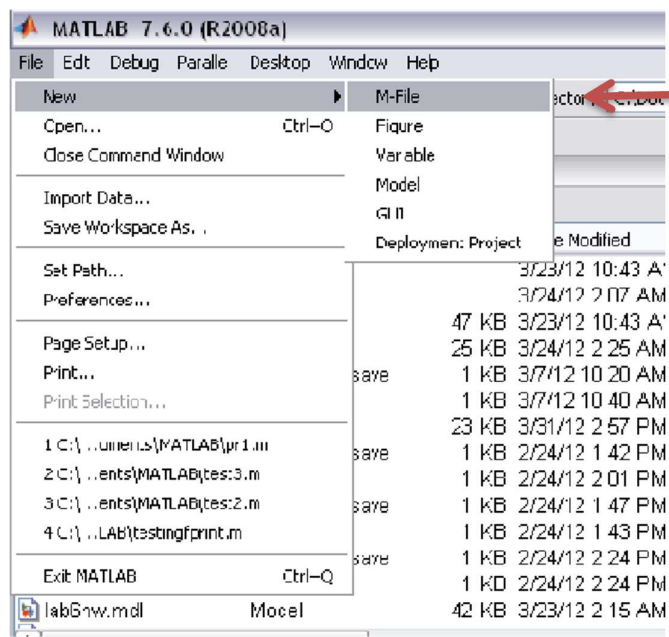 MATLAB 7.6.0 (R2008a)
File Edt Debug Paralle Desktop Window Help
New
Open... Ctrl-O
Close Command Window
Import Data...
Save Workspace As...
Set Path...
Preferences...
Page Setup...
Print...
Print Selection...
1 C:\...uments\MATLAB\pr1.m
2 C:\...ents\MATLAB\test3.m
3 C:\...ents\MATLAB\test2.m
4 C:\...LAB\testingfprint.m
Exit MATLAB Ctrl-Q
M-File
Figure
Variable
Model
GUI
Deployment Project
ector
e Modified
3/23/12 10:43 A
3/24/12 2 07 AM
47 KB 3/23/12 10:43 A
25 KB 3/24/12 2 25 AM
save 1 KB 3/7/12 10 20 AM
1 KB 3/7/12 10 40 AM
23 KB 3/31/12 2 57 PM
save 1 KB 2/24/12 1 42 PM
1 KB 2/24/12 2 01 PM
save 1 KB 2/24/12 1 47 PM
1 KB 2/24/12 1 43 PM
save 1 KB 2/24/12 2 24 PM
1 KB 2/24/12 2 24 PM
Model 42 KB 3/23/12 2 15 AM